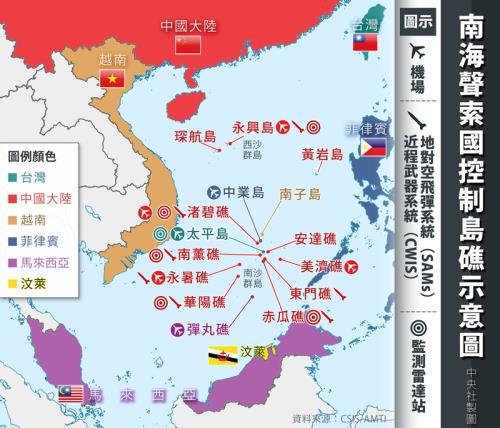 南海聲索國控制島礁示意圖
中央社製圖
圖示
機場
地對空飛彈系統（SAMs）
近程武器系統（CWIS）
監測雷達站
中國大陸
台灣
越南
永興島
琛航島
西沙
群島
黃岩島
菲律賓
圖例顏色
台灣
中國大陸
越南
菲律賓
馬來西亞
汶萊
中業島
南子島
渚碧礁
太平島
安達礁
南薰礁
美濟礁
永暑礁
南沙
群島
東門礁
華陽礁
赤瓜礁
彈丸礁
汶萊
馬來西亞
資料來源：CSIS/AMTI